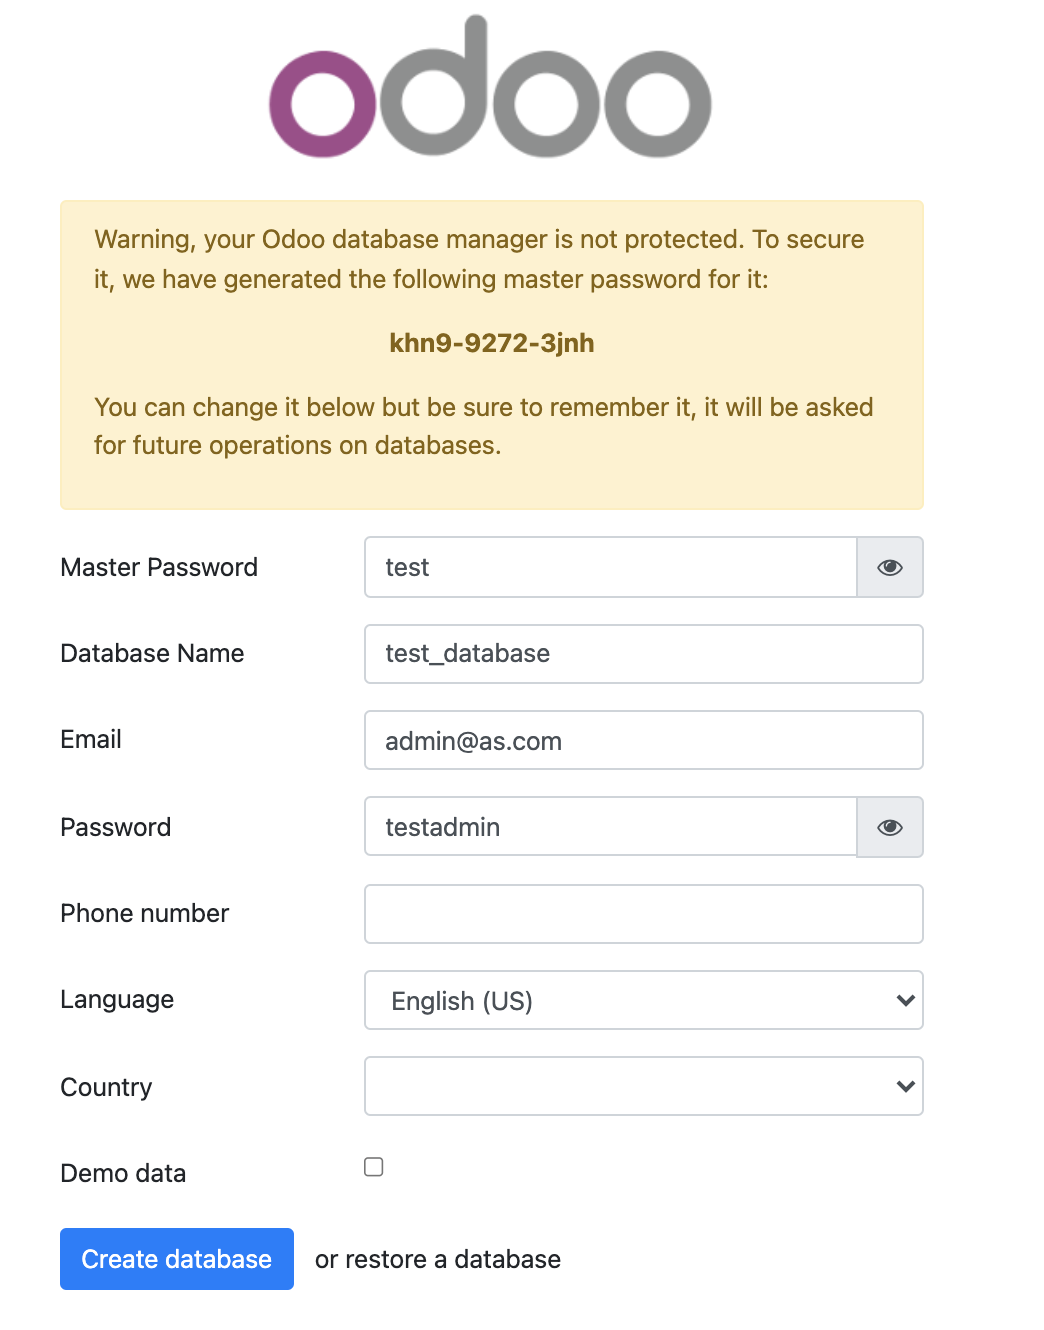 odoo
Warning, your Odoo database manager is not protected. To secure
it, we have generated the following master password for it:
khn9-9272-3jnh
You can change it below but be sure to remember it, it will be asked
for future operations on databases.
Master Password test
Database Name test_database
Email admin@as.com
Password testadmin
Phone number
Language English (US)
Country
Demo data
Create database or restore a database